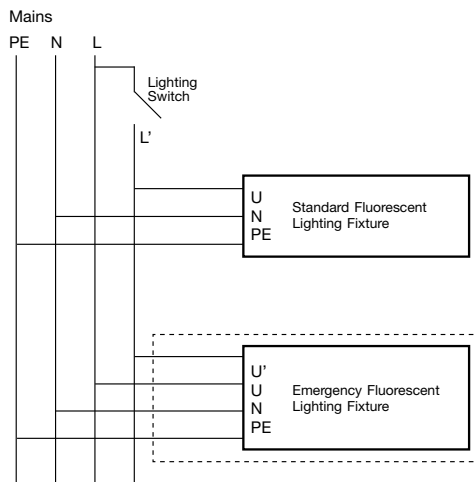 Mains
PE N L
Lighting
Switch
L'
U
N
PE
Standard Fluorescent
Lighting Fixture
U'
U
N
PE
Emergency Fluorescent
Lighting Fixture